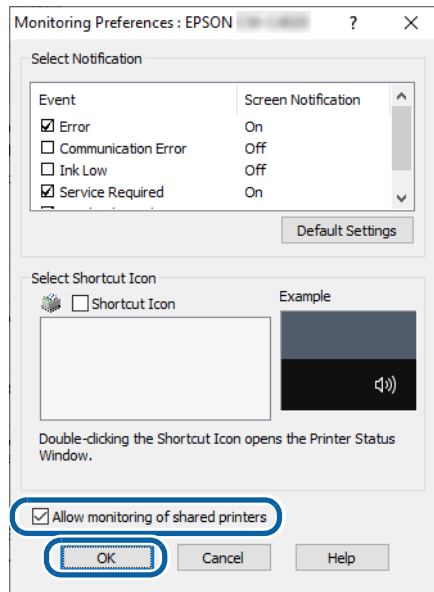 Monitoring Preferences : EPSON
Select Notification
Event Screen Notification
Error On
Communication Error Off
Ink Low Off
Service Required On
Default Settings
Select Shortcut Icon
Shortcut Icon
Example
Double-clicking the Shortcut Icon opens the Printer Status
Window.
Allow monitoring of shared printers
OK Cancel Help